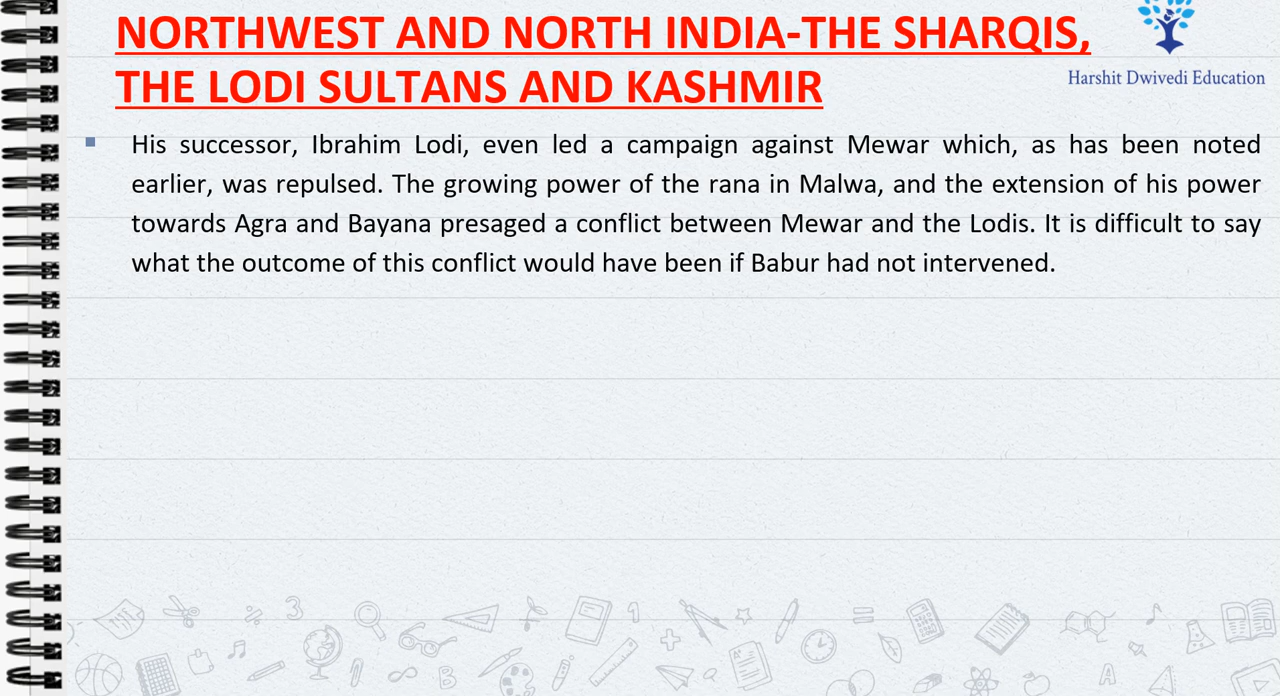 NORTHWEST AND NORTH INDIA-THE SHARQIS,
THE LODI SULTANS AND KASHMIR
Harshit Dwivedi Education
His successor, Ibrahim Lodi, even led a campaign against Mewar which, as has been noted
earlier, was repulsed. The growing power of the rana in Malwa, and the extension of his power
towards Agra and Bayana presaged a conflict between Mewar and the Lodis. It is difficult to say
what the outcome of this conflict would have been if Babur had not intervened.